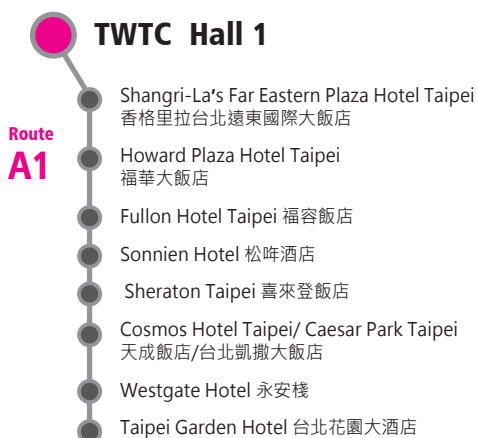 TWTC Hall 1
Shangri-La's Far Eastern Plaza Hotel Taipei
香格里拉台北遠東國際大飯店
Route
A1
Howard Plaza Hotel Taipei
福華大飯店
Fullon Hotel Taipei 福容飯店
Sonnien Hotel 松哖酒店
Sheraton Taipei 喜來登飯店
Cosmos Hotel Taipei/ Caesar Park Taipei
天成飯店/台北凱撒大飯店
Westgate Hotel 永安棧
Taipei Garden Hotel 台北花園大酒店